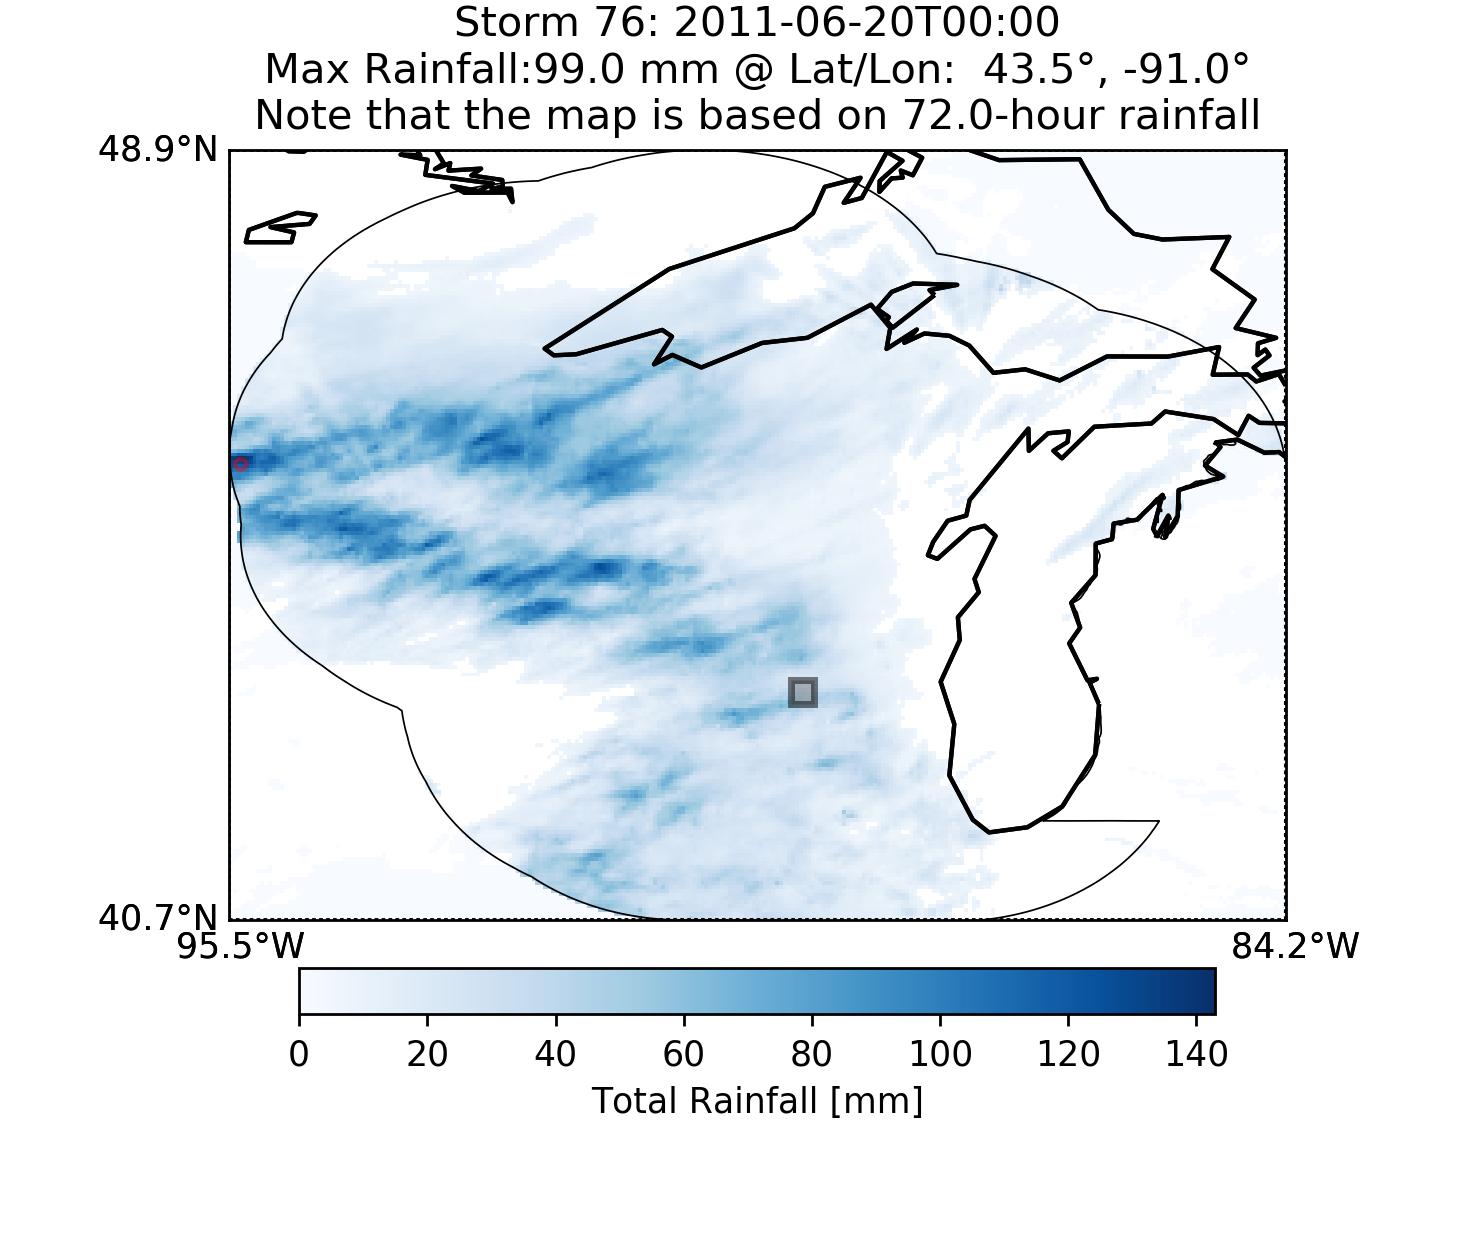 Storm 76: 2011-06-20T00:00
Max Rainfall:99.0 mm @ Lat/Lon:  43.5°, -91.0°
Note that the map is based on 72.0-hour rainfall
48.9°N
40.7°N
95.5°W 84.2°W
0 20 40 60 80 100 120 140
Total Rainfall [mm]